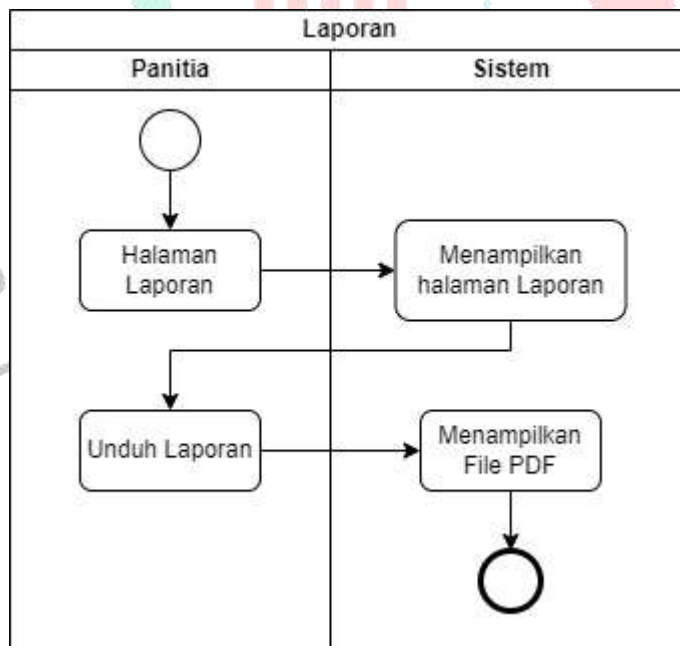 Laporan
Panitia
Sistem
Halaman
Laporan
Menampilkan
halaman Laporan
Unduh Laporan
Menampilkan
File PDF